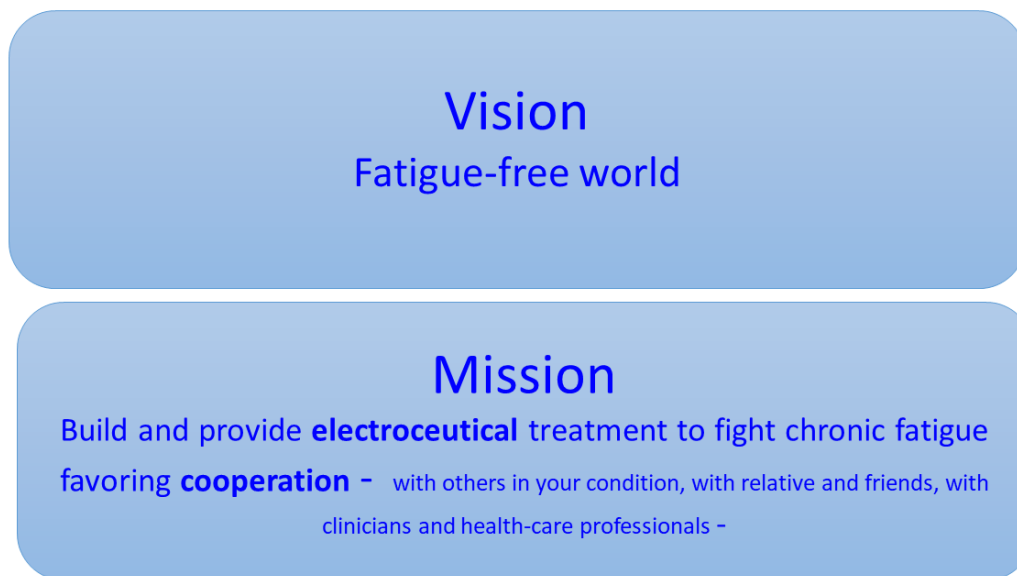 Vision
Fatigue-free world
Mission
Build and provide electroceutical treatment to fight chronic fatigue
favoring cooperation - with others in your condition, with relative and friends, with
clinicians and health-care professionals -